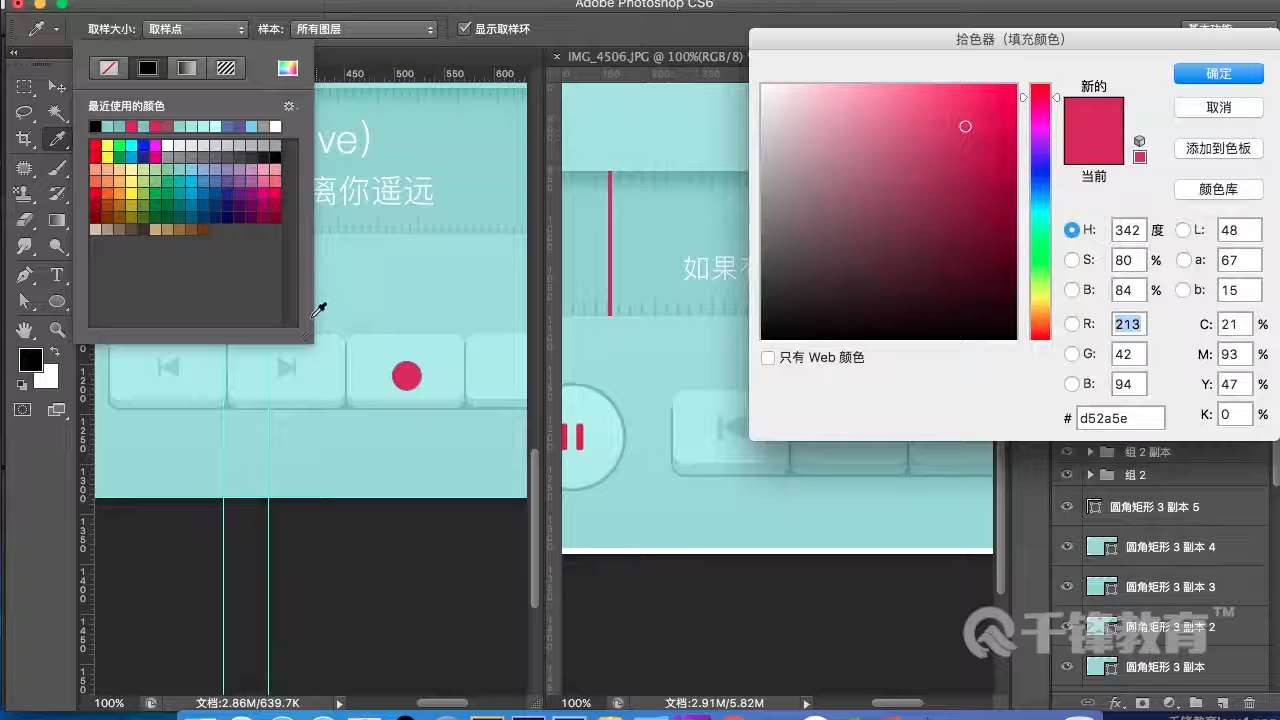 Adobe Photoshop CS6
取样大小: 取样点 样本: 所有图层 显示取样环
基本功能
IMG_4506.JPG @ 100%(RGB/8)
最近使用的颜色
450 500 550 600
ve)
离你遥远
如果
拾色器（填充颜色）
新的
当前
确定
取消
添加到色板
颜色库
H: 342 度 L: 48
S: 80 % a: 67
B: 84 % b: 15
R: 213 C: 21 %
G: 42 M: 93 %
B: 94 Y: 47 %
# d52a5e K: 0 %
只有 Web 颜色
组 2 副本
组 2
圆角矩形 3 副本 5
圆角矩形 3 副本 4
圆角矩形 3 副本 3
圆角矩形 3 副本 2
圆角矩形 3 副本
千锋教育™
100% 文档:2.86M/639.7K
100% 文档:2.91M/5.82M